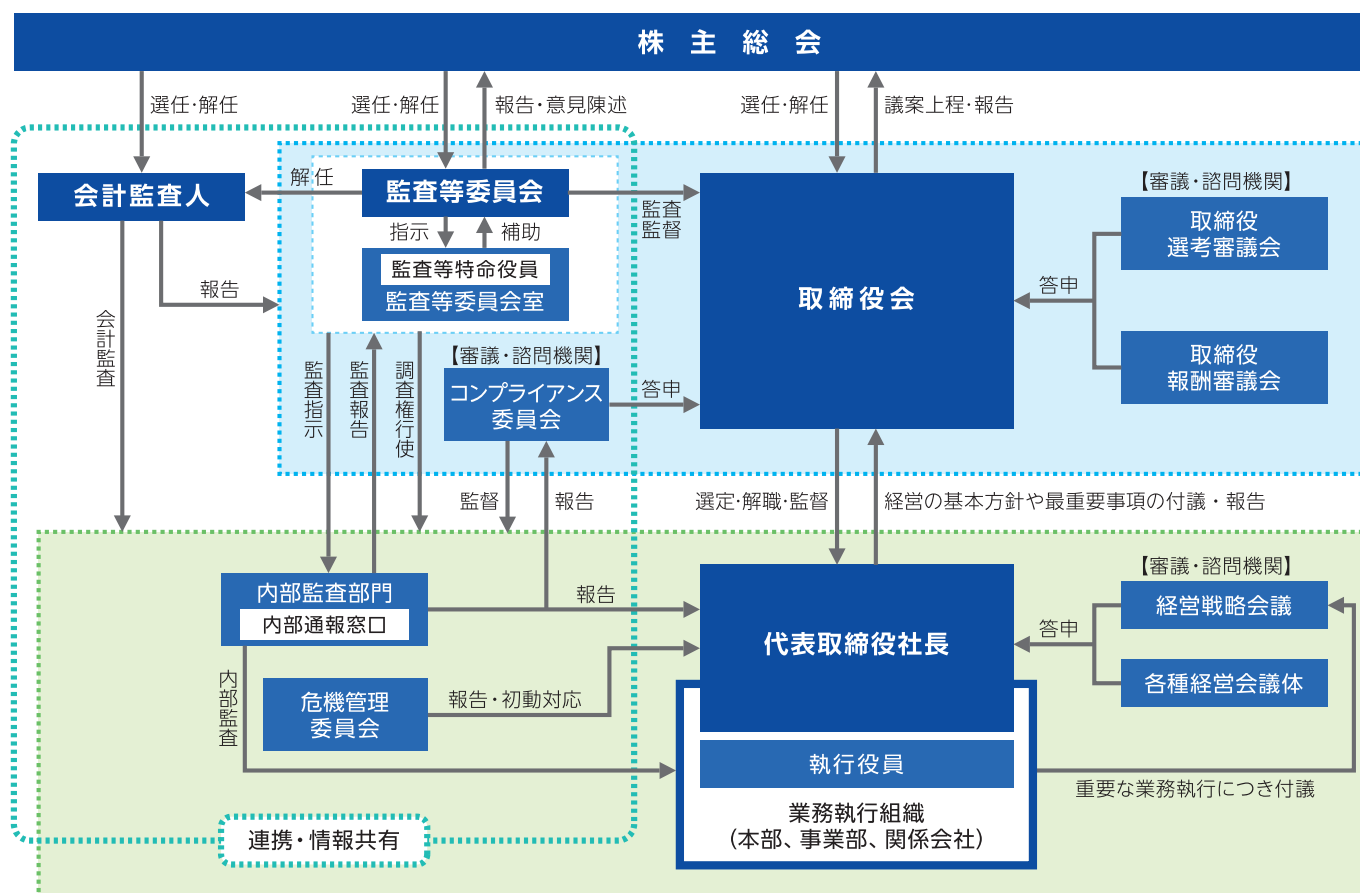 株主総会
選任・解任
選任・解任
報告・意見陳述
選任・解任
議案上程・報告
会計監査人
解任
監査等委員会
監査
監督
指示
補助
監査等特命役員
監査等委員会室
報告
会計監査
取締役会
【審議・諮問機関】
取締役
選考審議会
答申
取締役
報酬審議会
監査指示
監査報告
調査権行使
【審議・諮問機関】
コンプライアンス
委員会
答申
監督
報告
選定・解職・監督
経営の基本方針や最重要事項の付議・報告
内部監査部門
内部通報窓口
報告
代表取締役社長
【審議・諮問機関】
経営戦略会議
答申
各種経営会議体
内部監査
危機管理
委員会
報告・初動対応
執行役員
重要な業務執行につき付議
業務執行組織
(本部、事業部、関係会社)
連携・情報共有